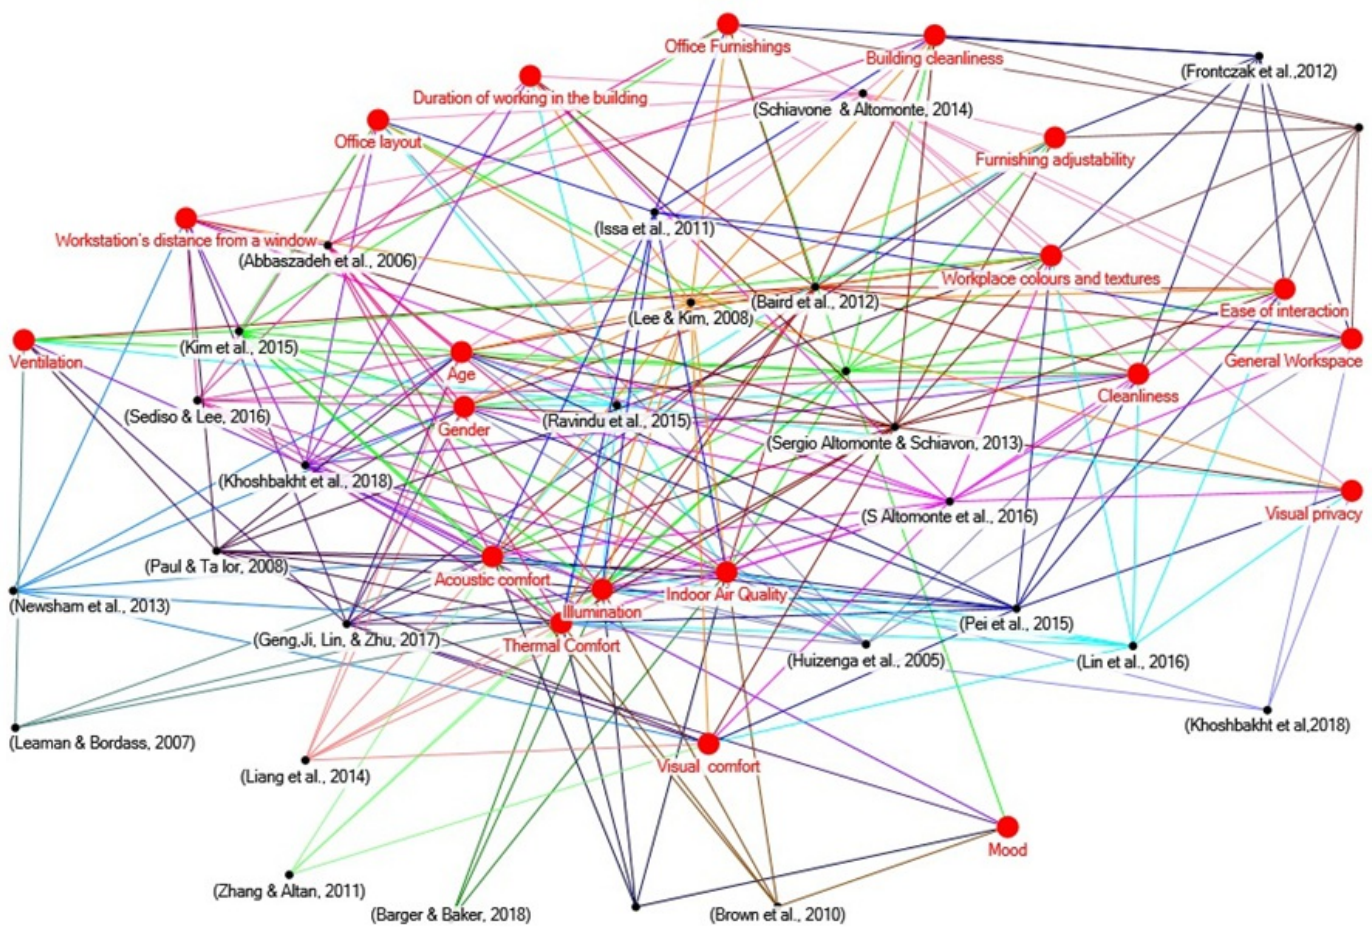 Office Furnishings
Building cleanliness
(Frontczak et al.,2012)
Duration of working in the building
(Schiavone & Altomonte, 2014)
Office layout
Furnishing adjustability
Workstation's distance from a window
(Issa et al., 2011)
(Abbaszadeh et al., 2006)
Workplace colours and textures
(Baird et al., 2012)
Ease of interaction
(Lee & Kim, 2008)
(Kim et al., 2015)
Ventilation
General Workspace
Age
Cleanliness
(Sediso & Lee, 2016)
(Ravindu et al., 2015)
Gender
(Sergio Altomonte & Schiavon, 2013)
(Khoshbakht et al., 2018)
(S Altomonte et al., 2016)
Visual privacy
(Paul & Ta lor, 2008)
Acoustic comfort
Indoor Air Quality
(Newsham et al., 2013)
Illumination
(Pei et al., 2015)
(Geng,Ji, Lin, & Zhu, 2017)
Thermal Comfort
(Huizenga et al., 2005)
(Lin et al., 2016)
(Khoshbakht et al,2018)
(Leaman & Bordass, 2007)
(Liang et al., 2014)
Visual comfort
Mood
(Zhang & Altan, 2011)
(Barger & Baker, 2018)
(Brown et al., 2010)